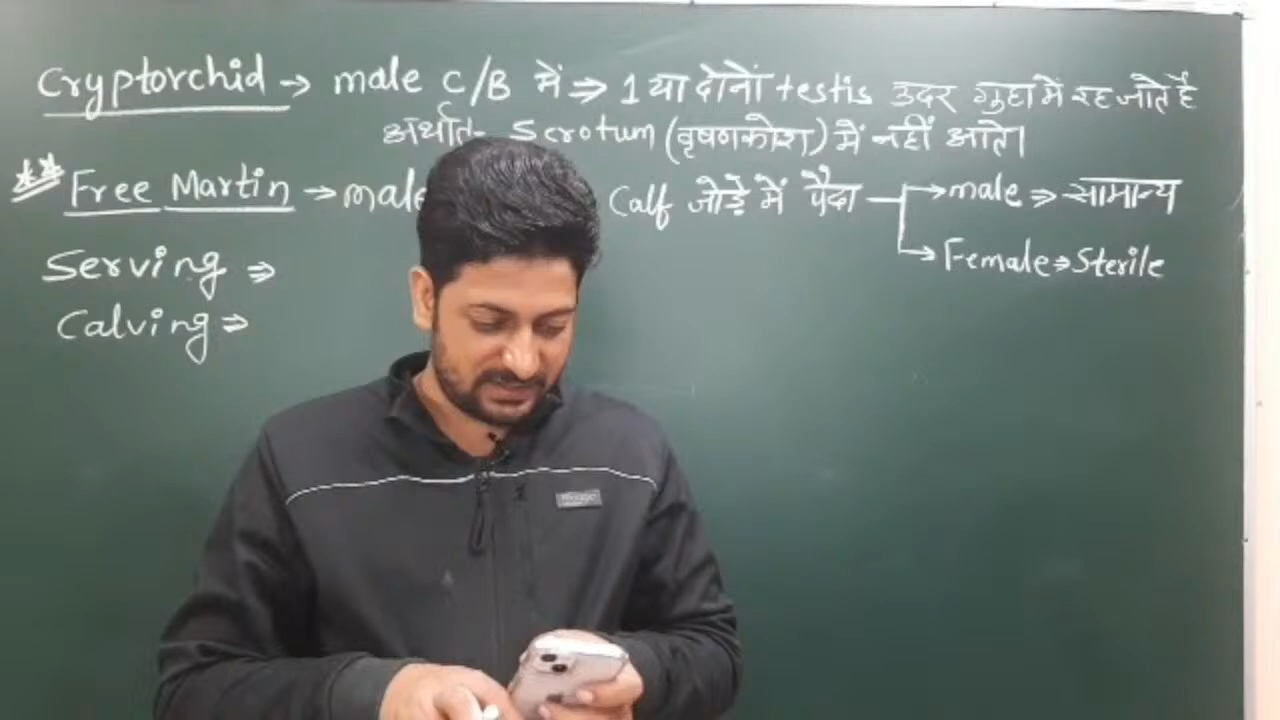 Cryptorchid → male C/B में ⇒ 1 या दोनों testis उदर गुहा में रह जाते है
अर्थात- Scrotum (वृषणकोश) में नहीं आते।
Free Martin → male Calf जोड़े में पैदा → male ⇒ सामान्य
→ Female ⇒ Sterile
Serving ⇒
Calving ⇒